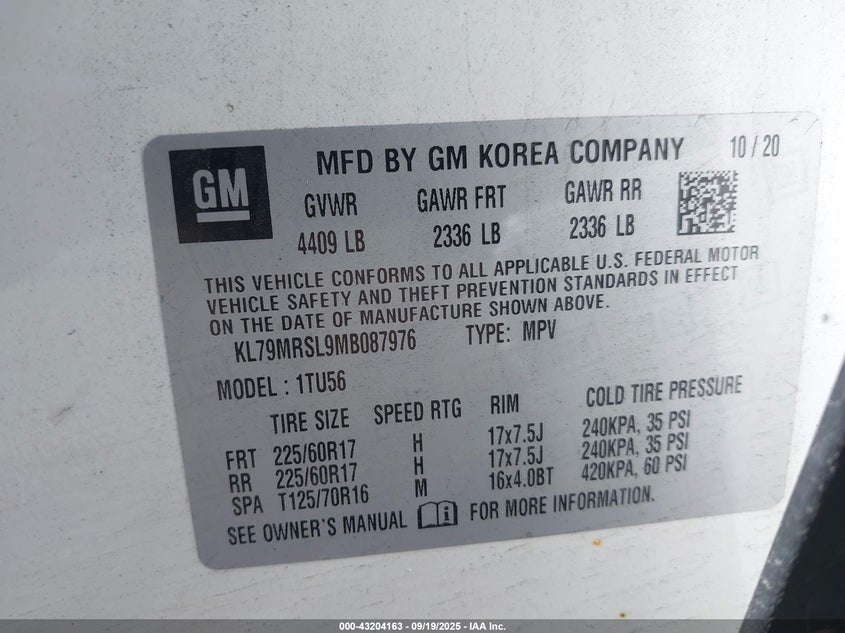 GM
MFD BY GM KOREA COMPANY 10 / 20
GVWR GAWR FRT GAWR RR
4409 LB 2336 LB 2336 LB
THIS VEHICLE CONFORMS TO ALL APPLICABLE U.S. FEDERAL MOTOR
VEHICLE SAFETY AND THEFT PREVENTION STANDARDS IN EFFECT
ON THE DATE OF MANUFACTURE SHOWN ABOVE.
KL79MRSL9MB087976 TYPE: MPV
MODEL : 1TU56
TIRE SIZE SPEED RTG RIM COLD TIRE PRESSURE
FRT 225/60R17 H 17x7.5J 240KPA, 35 PSI
RR 225/60R17 H 17x7.5J 240KPA, 35 PSI
SPA T125/70R16 M 16x4.0BT 420KPA, 60 PSI
SEE OWNER'S MANUAL FOR MORE INFORMATION.
000-43204163 - 09/19/2025 - IAA Inc.